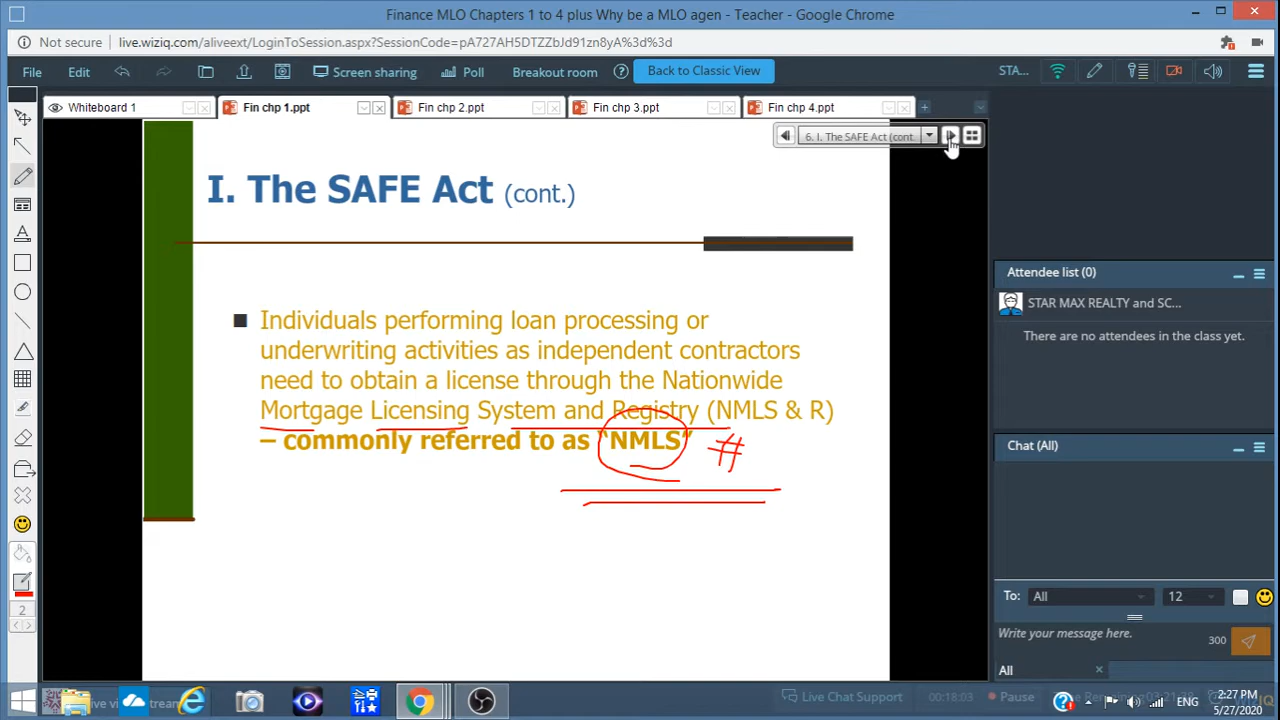 Finance MLO Chapters 1 to 4 plus Why be a MLO agen - Teacher - Google Chrome
Not secure | live.wiziq.com/aliveext/LoginToSession.aspx?SessionCode=pA727AH5DTZZbJd91zn8yA%3d%3d
File Edit Screen sharing Poll Breakout room ? Back to Classic View STA...
Whiteboard 1 Fin chp 1.ppt Fin chp 2.ppt Fin chp 3.ppt Fin chp 4.ppt +
6. I. The SAFE Act (cont.
I. The SAFE Act (cont.)
Individuals performing loan processing or
underwriting activities as independent contractors
need to obtain a license through the Nationwide
Mortgage Licensing System and Registry (NMLS & R)
– commonly referred to as “NMLS” #
Attendee list (0)
STAR MAX REALTY and SC...
There are no attendees in the class yet.
Chat (All)
To: All 12
Write your message here. 300
All
2
Live Chat Support 00:18:03 Pause
ENG 2:27 PM
5/27/2020